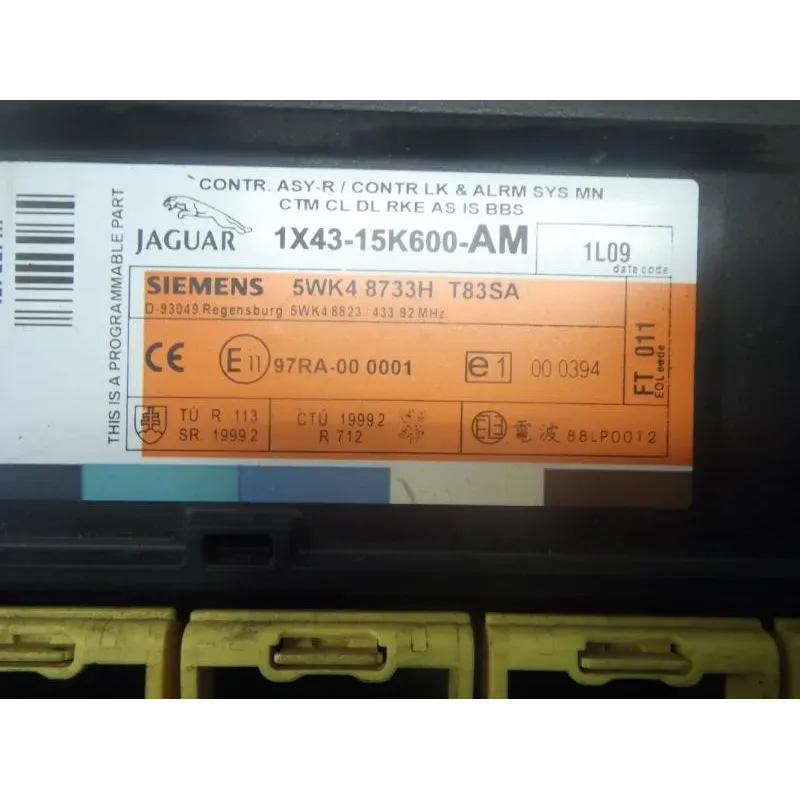 CONTR. ASY-R / CONTR LK & ALRM SYS MN
CTM CL DL RKE AS IS BBS
JAGUAR 1X43-15K600-AM
1L09
date code
THIS IS A PROGRAMMABLE PART
SIEMENS 5WK4 8733H T83SA
D-93049 Regensburg 5WK4 8823 / 433 92 MHz
CE E 11 97RA-00 0001 e1 00 0394
FT 011
EOL code
TÚ R 113
SR 1999 2
CTÚ 1999.2
R 712
電波 88LP0012